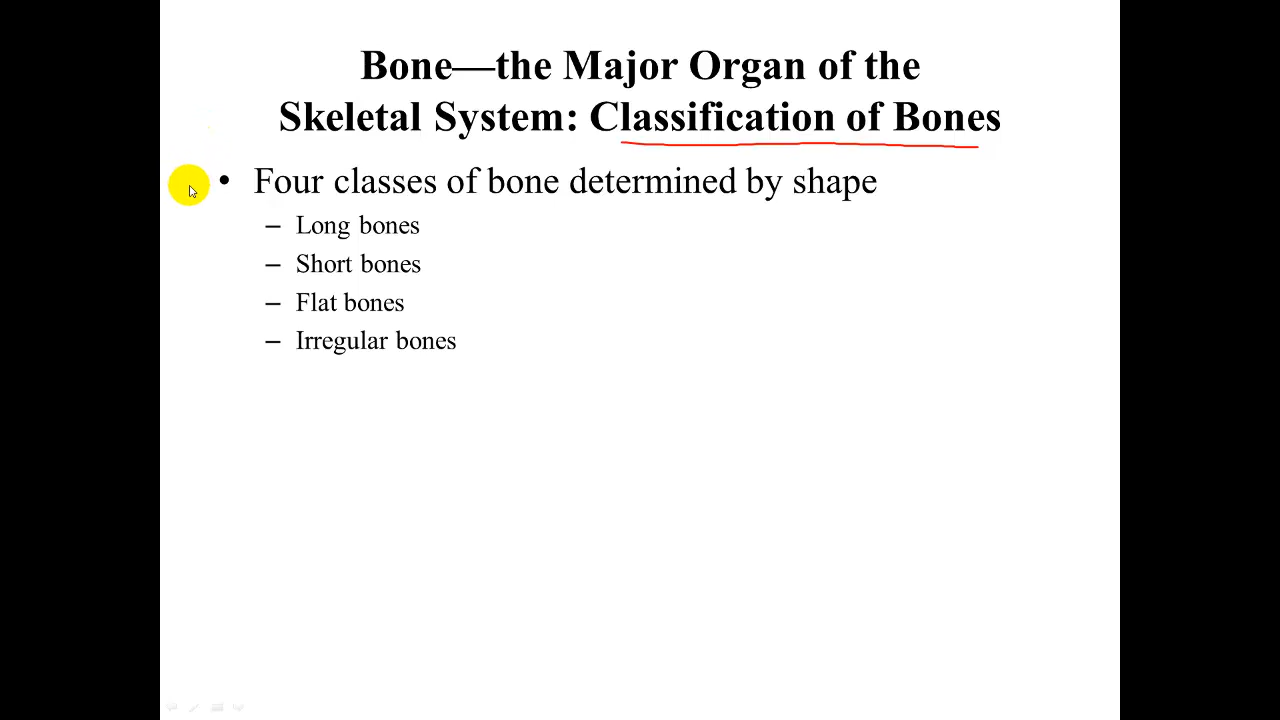 Bone—the Major Organ of the
Skeletal System: Classification of Bones
• Four classes of bone determined by shape
– Long bones
– Short bones
– Flat bones
– Irregular bones